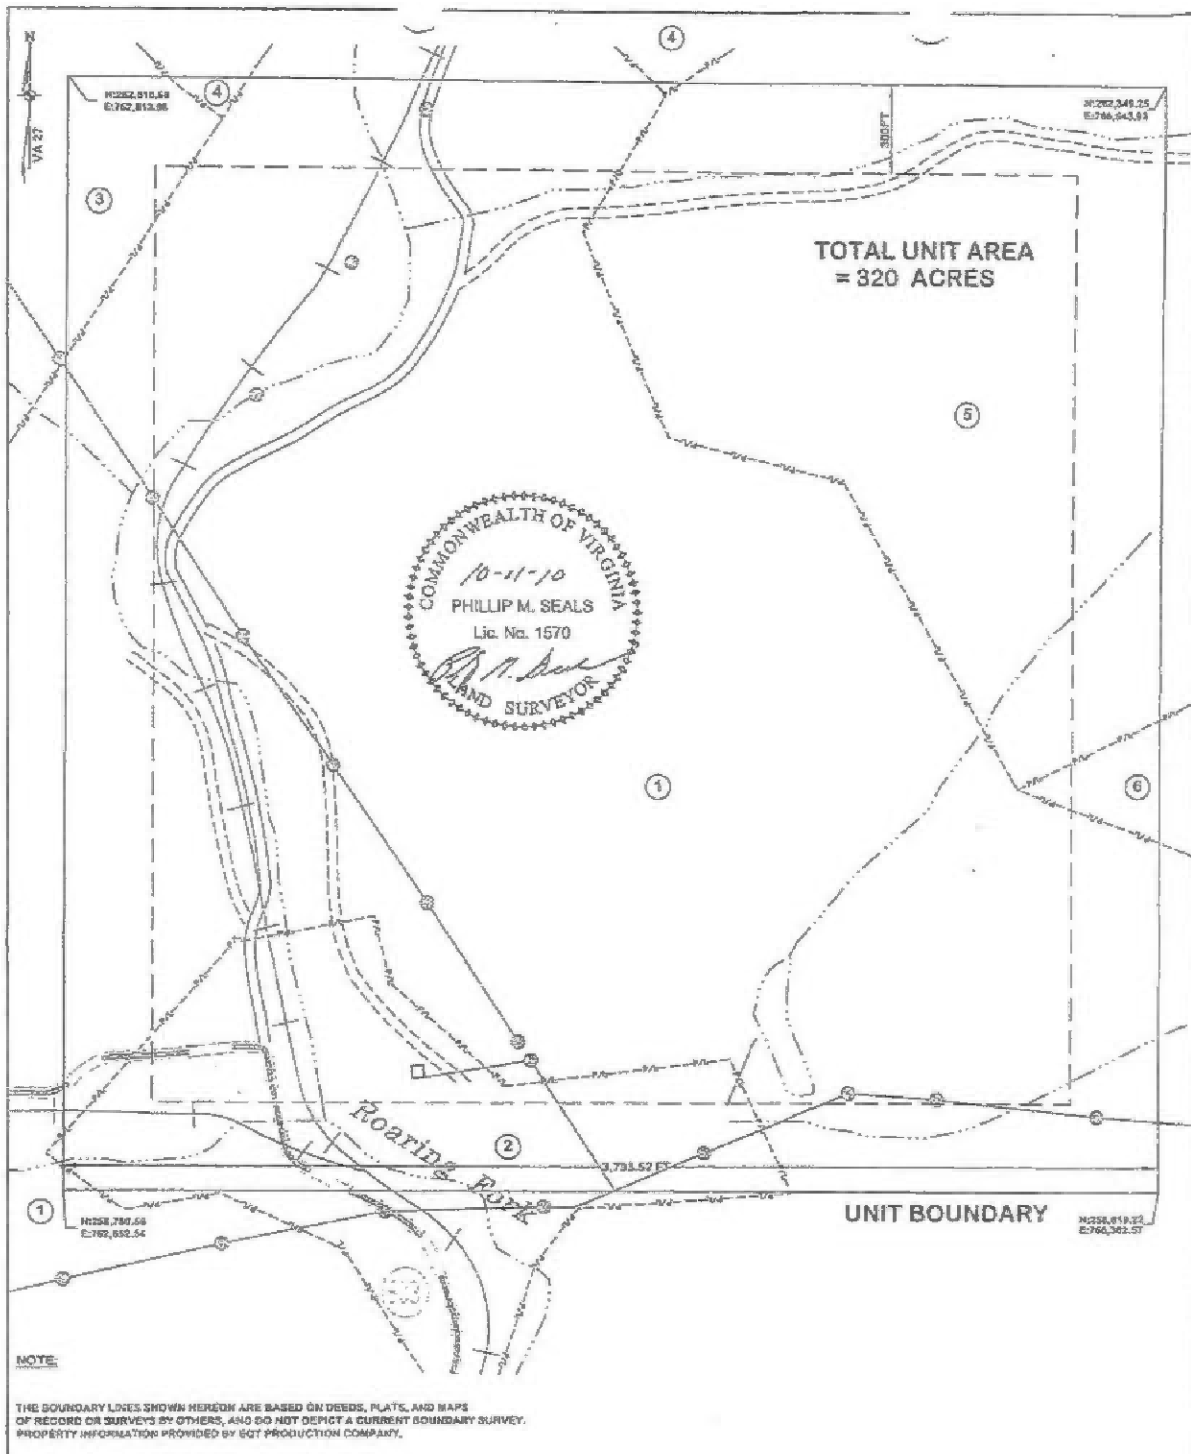 N
VA 27
4
4
3
300FT
TOTAL UNIT AREA
= 320 ACRES
5
COMMONWEALTH OF VIRGINIA
10-11-10
PHILLIP M. SEALS
Lic. No. 1570
LAND SURVEYOR
1
6
Roaring Fork
2
1
UNIT BOUNDARY
NOTE:
THE BOUNDARY LINES SHOWN HEREON ARE BASED ON DEEDS, PLATS, AND MAPS
OF RECORD OR SURVEYS BY OTHERS, AND DO NOT DEPICT A CURRENT BOUNDARY SURVEY.
PROPERTY INFORMATION PROVIDED BY EQT PRODUCTION COMPANY.